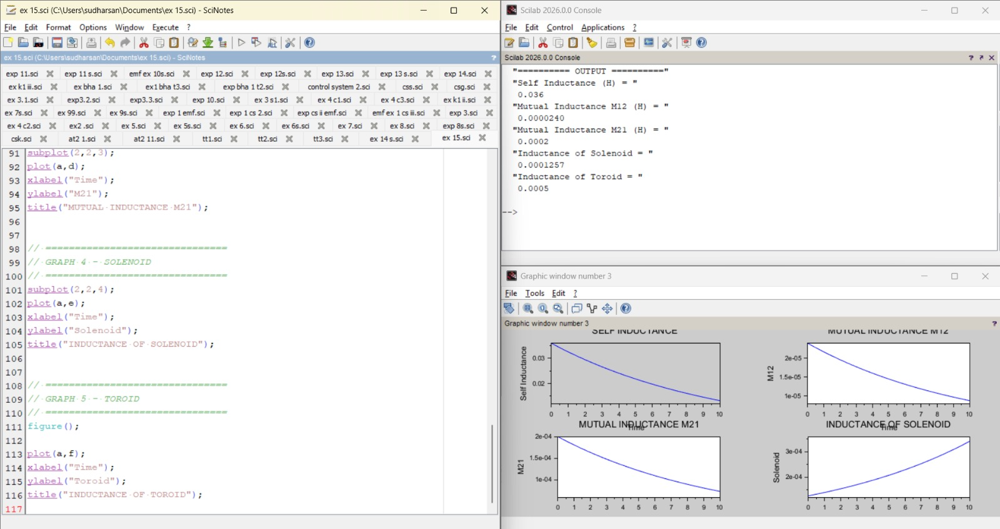 ex 15.sci (C:\Users\sudharsan\Documents\ex 15.sci) - SciNotes
File Edit Format Options Window Execute ?
ex 15.sci (C:\Users\sudharsan\Documents\ex 15.sci) - SciNotes ?
exp 11.sci exp 11 s.sci emf ex 10s.sci exp 12.sci exp 12s.sci exp 13.sci exp 13 s.sci exp 14.sci
ex k1 iii.sci ex bha 1.sci ex1 bha t3.sci exp bha 1 t2.sci control system 2.sci css.sci csg.sci
ex 3.1.sci exp3.2.sci exp3.3.sci exp 10.sci ex 3 s1.sci ex 4 c1.sci ex 4 c3.sci ex k1 ii.sci
ex 7s.sci ex 99.sci ex 9s.sci exp 1 emf.sci exp 1 cs 2.sci exp cs ii emf.sci emf ex 1 cs iii.sci exp 3.sci
ex 4 c2.sci ex2 .sci ex 5.sci ex 5s.sci ex 6.sci ex 6s.sci ex 7.sci ex 8.sci exp 8s.sci
csk.sci at2 1.sci at2 11.sci tt1.sci tt2.sci tt3.sci ex 14 s.sci ex 15.sci
91 subplot(2,2,3);
92 plot(a,d);
93 xlabel("Time");
94 ylabel("M21");
95 title("MUTUAL INDUCTANCE M21");
96
97
98 // ===============================
99 // GRAPH 4 - SOLENOID
100 // ===============================
101 subplot(2,2,4);
102 plot(a,e);
103 xlabel("Time");
104 ylabel("Solenoid");
105 title("INDUCTANCE OF SOLENOID");
106
107
108 // ===============================
109 // GRAPH 5 - TOROID
110 // ===============================
111 figure();
112
113 plot(a,f);
114 xlabel("Time");
115 ylabel("Toroid");
116 title("INDUCTANCE OF TOROID");
117
Scilab 2026.0.0 Console
File Edit Control Applications ?
Scilab 2026.0.0 Console ?
"========== OUTPUT =========="
"Self Inductance (H) = "
0.036
"Mutual Inductance M12 (H) = "
0.0000240
"Mutual Inductance M21 (H) = "
0.0002
"Inductance of Solenoid = "
0.0001257
"Inductance of Toroid = "
0.0005
-->
Graphic window number 3
File Tools Edit ?
Graphic window number 3 ?
SELF INDUCTANCE
Self Inductance
0.03
0.02
0 1 2 3 4 5 6 7 8 9 10
Time
MUTUAL INDUCTANCE M12
M12
2e-05
1.5e-05
1e-05
0 1 2 3 4 5 6 7 8 9 10
Time
MUTUAL INDUCTANCE M21
M21
2e-04
1.5e-04
1e-04
0 1 2 3 4 5 6 7 8 9 10
INDUCTANCE OF SOLENOID
Solenoid
3e-04
2e-04
0 1 2 3 4 5 6 7 8 9 10